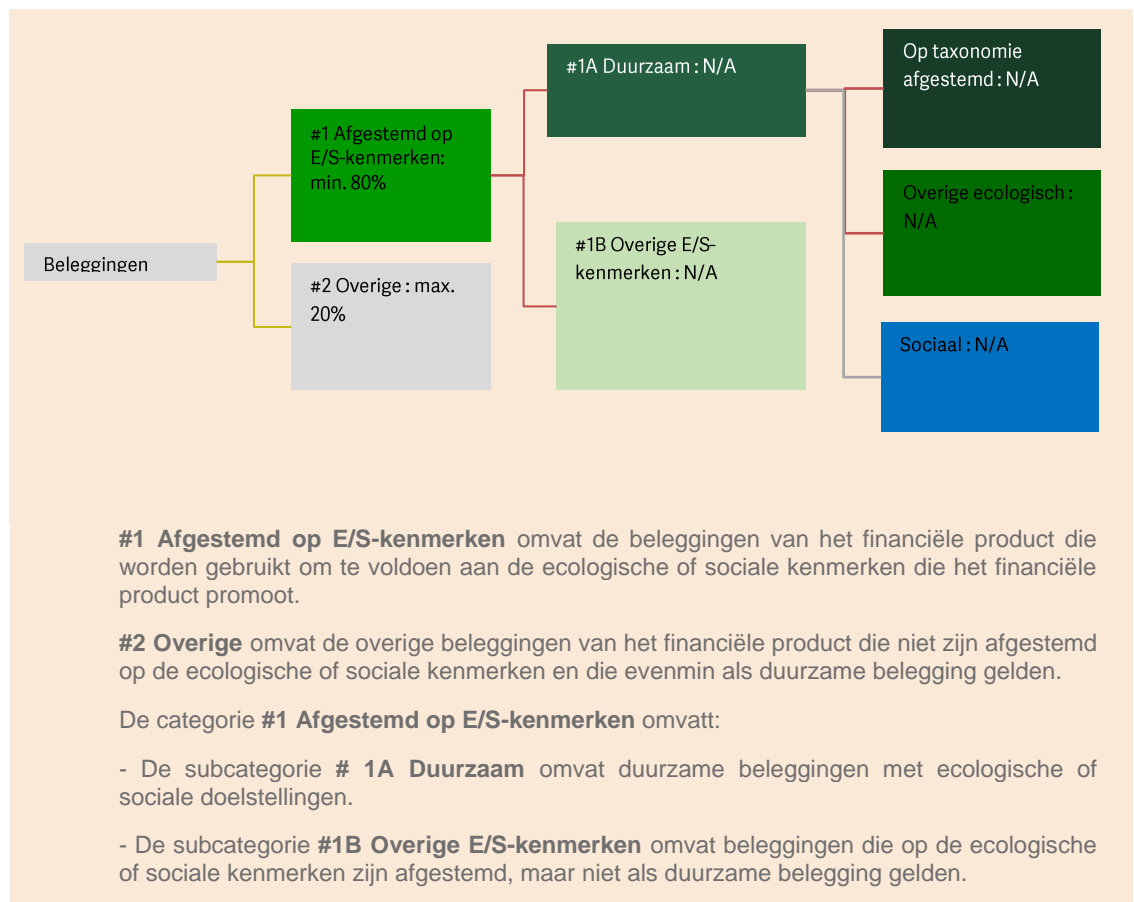 Beleggingen
#1 Afgestemd op
E/S-kenmerken:
min. 80%
#2 Overige : max.
20%
#1A Duurzaam : N/A
#1B Overige E/S-
kenmerken : N/A
Op taxonomie
afgestemd : N/A
Overige ecologisch :
N/A
Sociaal : N/A
#1 Afgestemd op E/S-kenmerken omvat de beleggingen van het financiële product die
worden gebruikt om te voldoen aan de ecologische of sociale kenmerken die het financiële
product promoot.
#2 Overige omvat de overige beleggingen van het financiële product die niet zijn afgestemd
op de ecologische of sociale kenmerken en die evenmin als duurzame belegging gelden.
De categorie #1 Afgestemd op E/S-kenmerken omvatt:
- De subcategorie # 1A Duurzaam omvat duurzame beleggingen met ecologische of
sociale doelstellingen.
- De subcategorie #1B Overige E/S-kenmerken omvat beleggingen die op de ecologische
of sociale kenmerken zijn afgestemd, maar niet als duurzame belegging gelden.